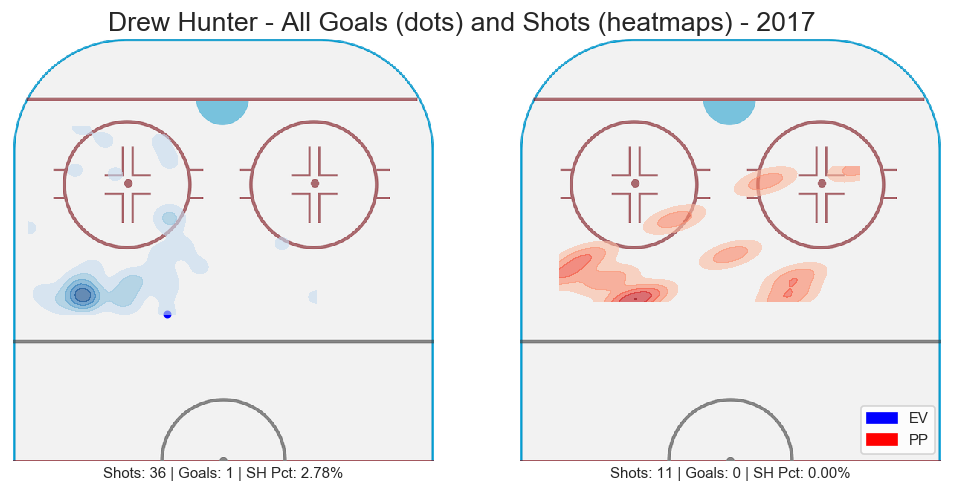 Drew Hunter - All Goals (dots) and Shots (heatmaps) - 2017
EV
PP
Shots: 36 | Goals: 1 | SH Pct: 2.78%
Shots: 11 | Goals: 0 | SH Pct: 0.00%